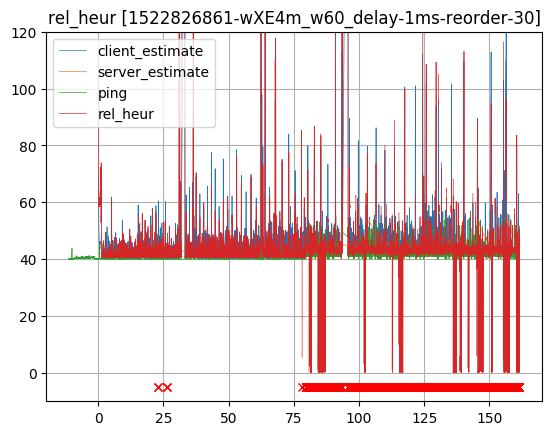 rel_heur [1522826861-wXE4m_w60_delay-1ms-reorder-30]
client_estimate
server_estimate
ping
rel_heur
120
100
80
60
40
20
0
0
25
50
75
100
125
150